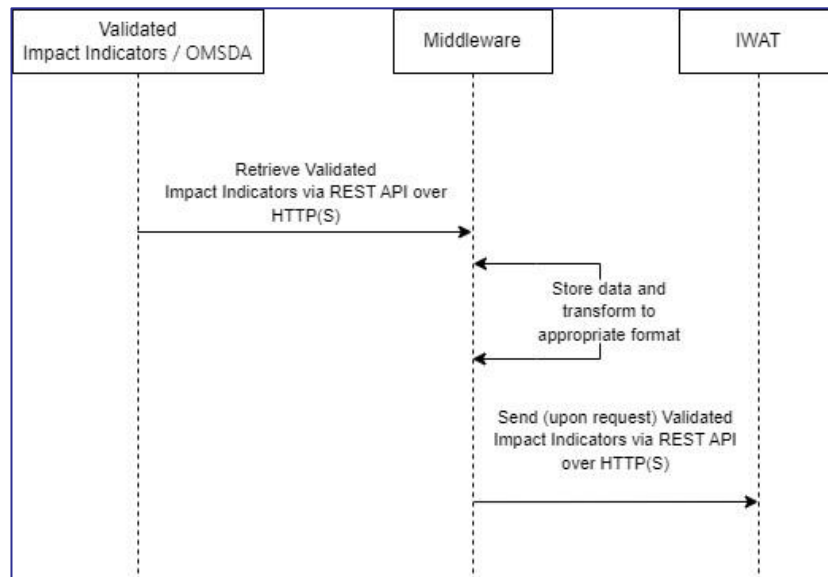 Validated
Impact Indicators / OMSDA
Middleware
IWAT
Retrieve Validated
Impact Indicators via REST API over
HTTP(S)
Store data and
transform to
appropriate format
Send (upon request) Validated
Impact Indicators via REST API
over HTTP(S)